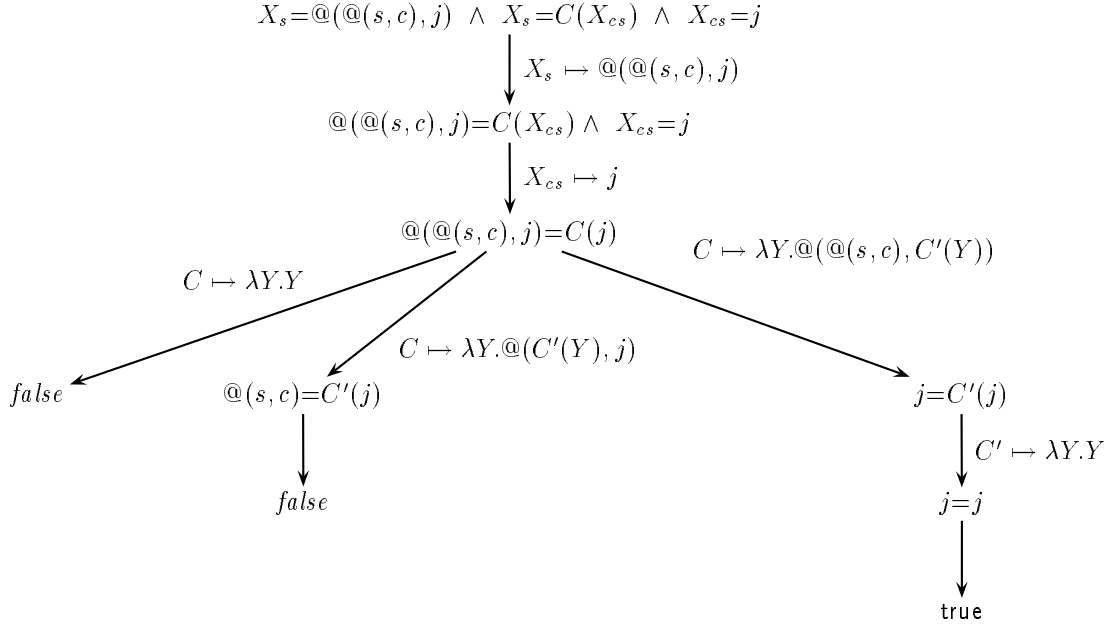 X_s=@(@(s, c), j) ∧ X_s=C(X_cs) ∧ X_cs=j
X_s ↦ @(@(s, c), j)
@(@(s, c), j)=C(X_cs) ∧ X_cs=j
X_cs ↦ j
@(@(s, c), j)=C(j)
C ↦ λY.@(@(s, c), C′(Y))
C ↦ λY.Y
C ↦ λY.@(C′(Y), j)
false
@(s, c)=C′(j)
j=C′(j)
C′ ↦ λY.Y
false
j=j
true